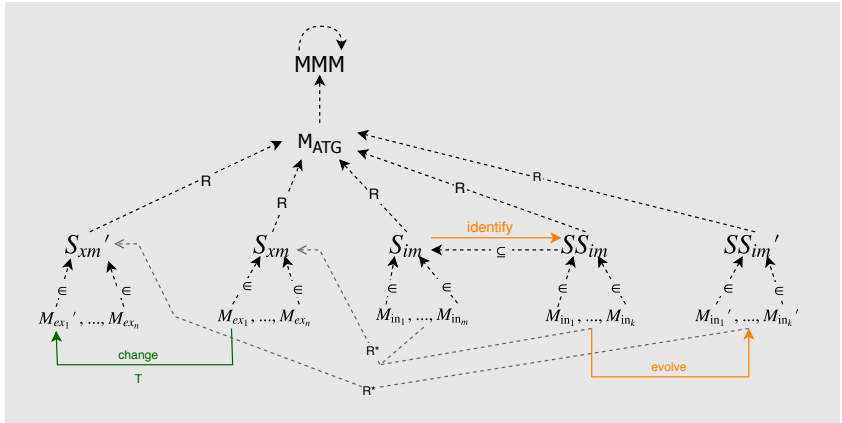 MMM
M_ATG
R R R R R
identify
S_xm′ S_xm S_im ⊆ SS_im SS_im′
∈ ∈ ∈ ∈ ∈ ∈ ∈ ∈ ∈ ∈
M_ex₁′, ..., M_exₙ M_ex₁, ..., M_exₙ M_in₁, ..., M_inₘ M_in₁, ..., M_inₖ M_in₁′, ..., M_inₖ′
change R*
evolve
T
R*